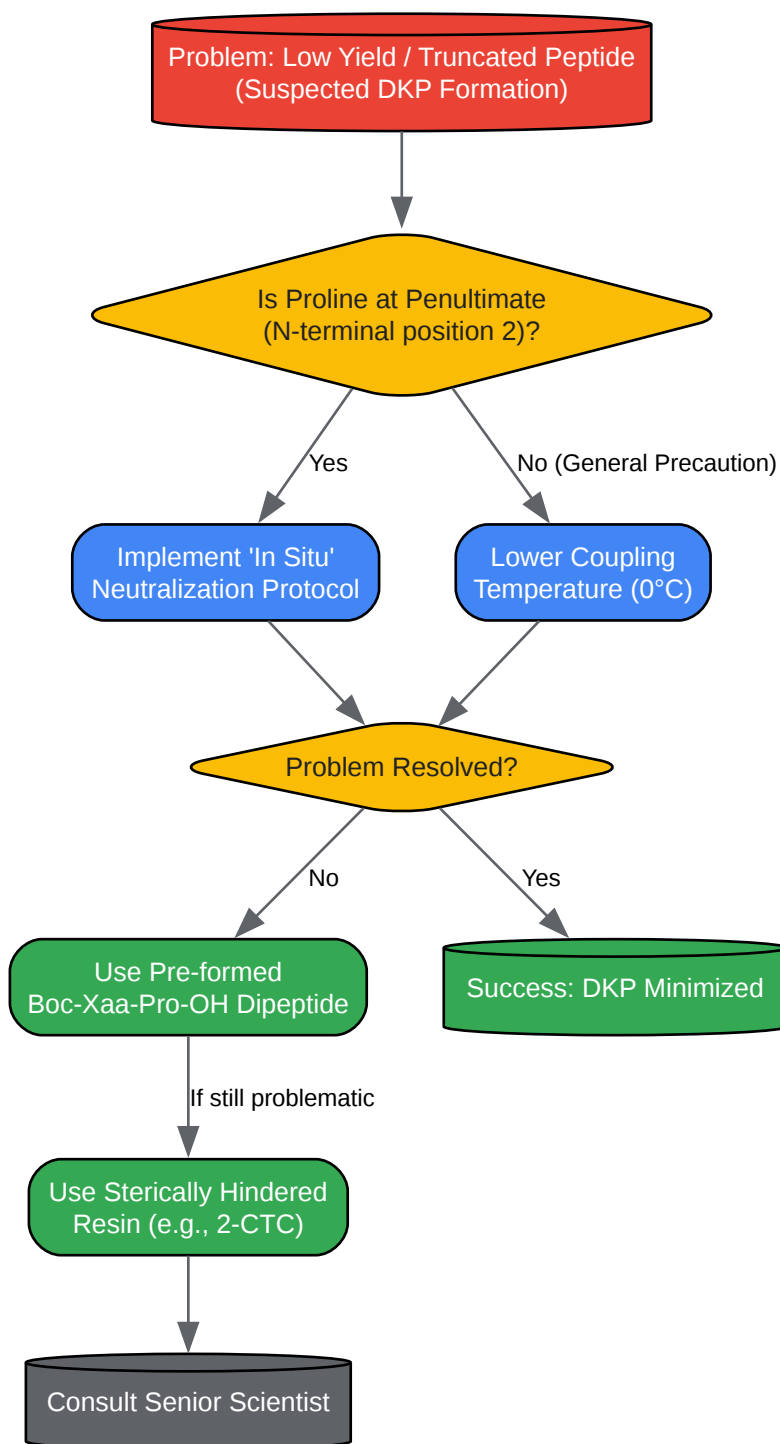 Problem: Low Yield / Truncated Peptide
(Suspected DKP Formation)
Is Proline at Penultimate
(N-terminal position 2)?
Yes
No (General Precaution)
Implement 'In Situ'
Neutralization Protocol
Lower Coupling
Temperature (0°C)
Problem Resolved?
No
Yes
Use Pre-formed
Boc-Xaa-Pro-OH Dipeptide
Success: DKP Minimized
If still problematic
Use Sterically Hindered
Resin (e.g., 2-CTC)
Consult Senior Scientist